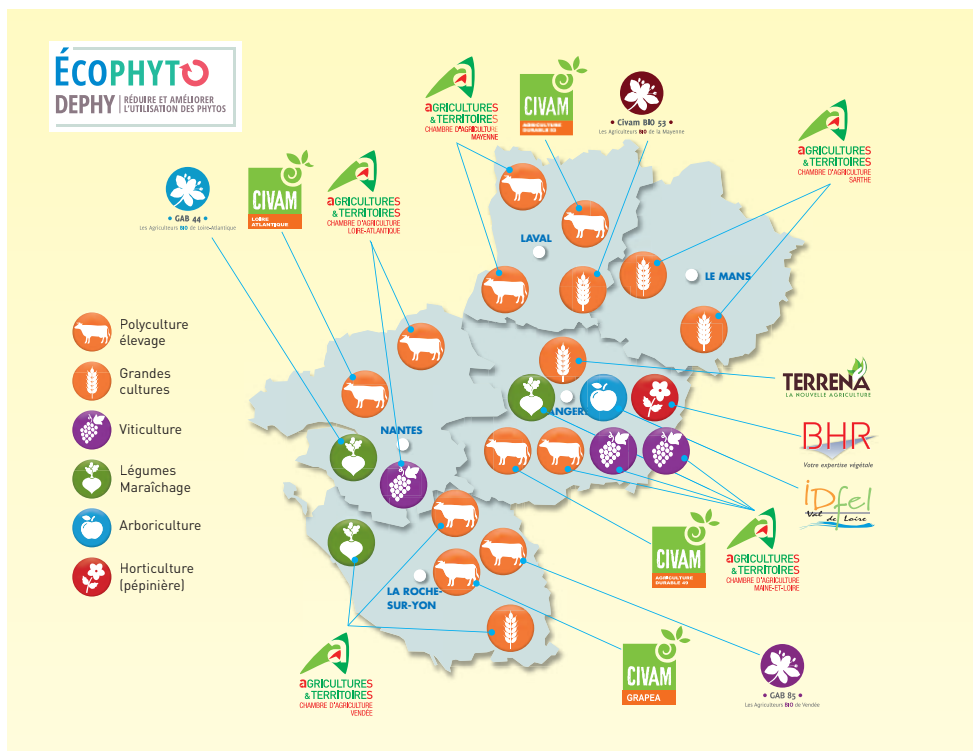 ÉCOPHYTO
DEPHY
RÉDUIRE ET AMÉLIORER
L'UTILISATION DES PHYTOS
AGRICULTURES
& TERRITOIRES
CHAMBRE D'AGRICULTURE
MAYENNE
CIVAM
AGRICULTURE
DURABLE 53
• Civam BIO 53 •
Les Agriculteurs BIO de la Mayenne
AGRICULTURES
& TERRITOIRES
CHAMBRE D'AGRICULTURE
SARTHE
• GAB 44 •
Les Agriculteurs BIO de Loire-Atlantique
CIVAM
LOIRE
ATLANTIQUE
AGRICULTURES
& TERRITOIRES
CHAMBRE D'AGRICULTURE
LOIRE-ATLANTIQUE
LAVAL
LE MANS
Polyculture
élevage
Grandes
cultures
Viticulture
Légumes
Maraîchage
Arboriculture
Horticulture
(pépinière)
ANGERS
NANTES
LA ROCHE-
SUR-YON
TERRENA
LA NOUVELLE AGRICULTURE
BHR
Votre expertise végétale
iDfel
Val de Loire
CIVAM
AGRICULTURE
DURABLE 49
AGRICULTURES
& TERRITOIRES
CHAMBRE D'AGRICULTURE
MAINE-ET-LOIRE
AGRICULTURES
& TERRITOIRES
CHAMBRE D'AGRICULTURE
VENDÉE
CIVAM
GRAPEA
• GAB 85 •
Les Agriculteurs BIO de Vendée